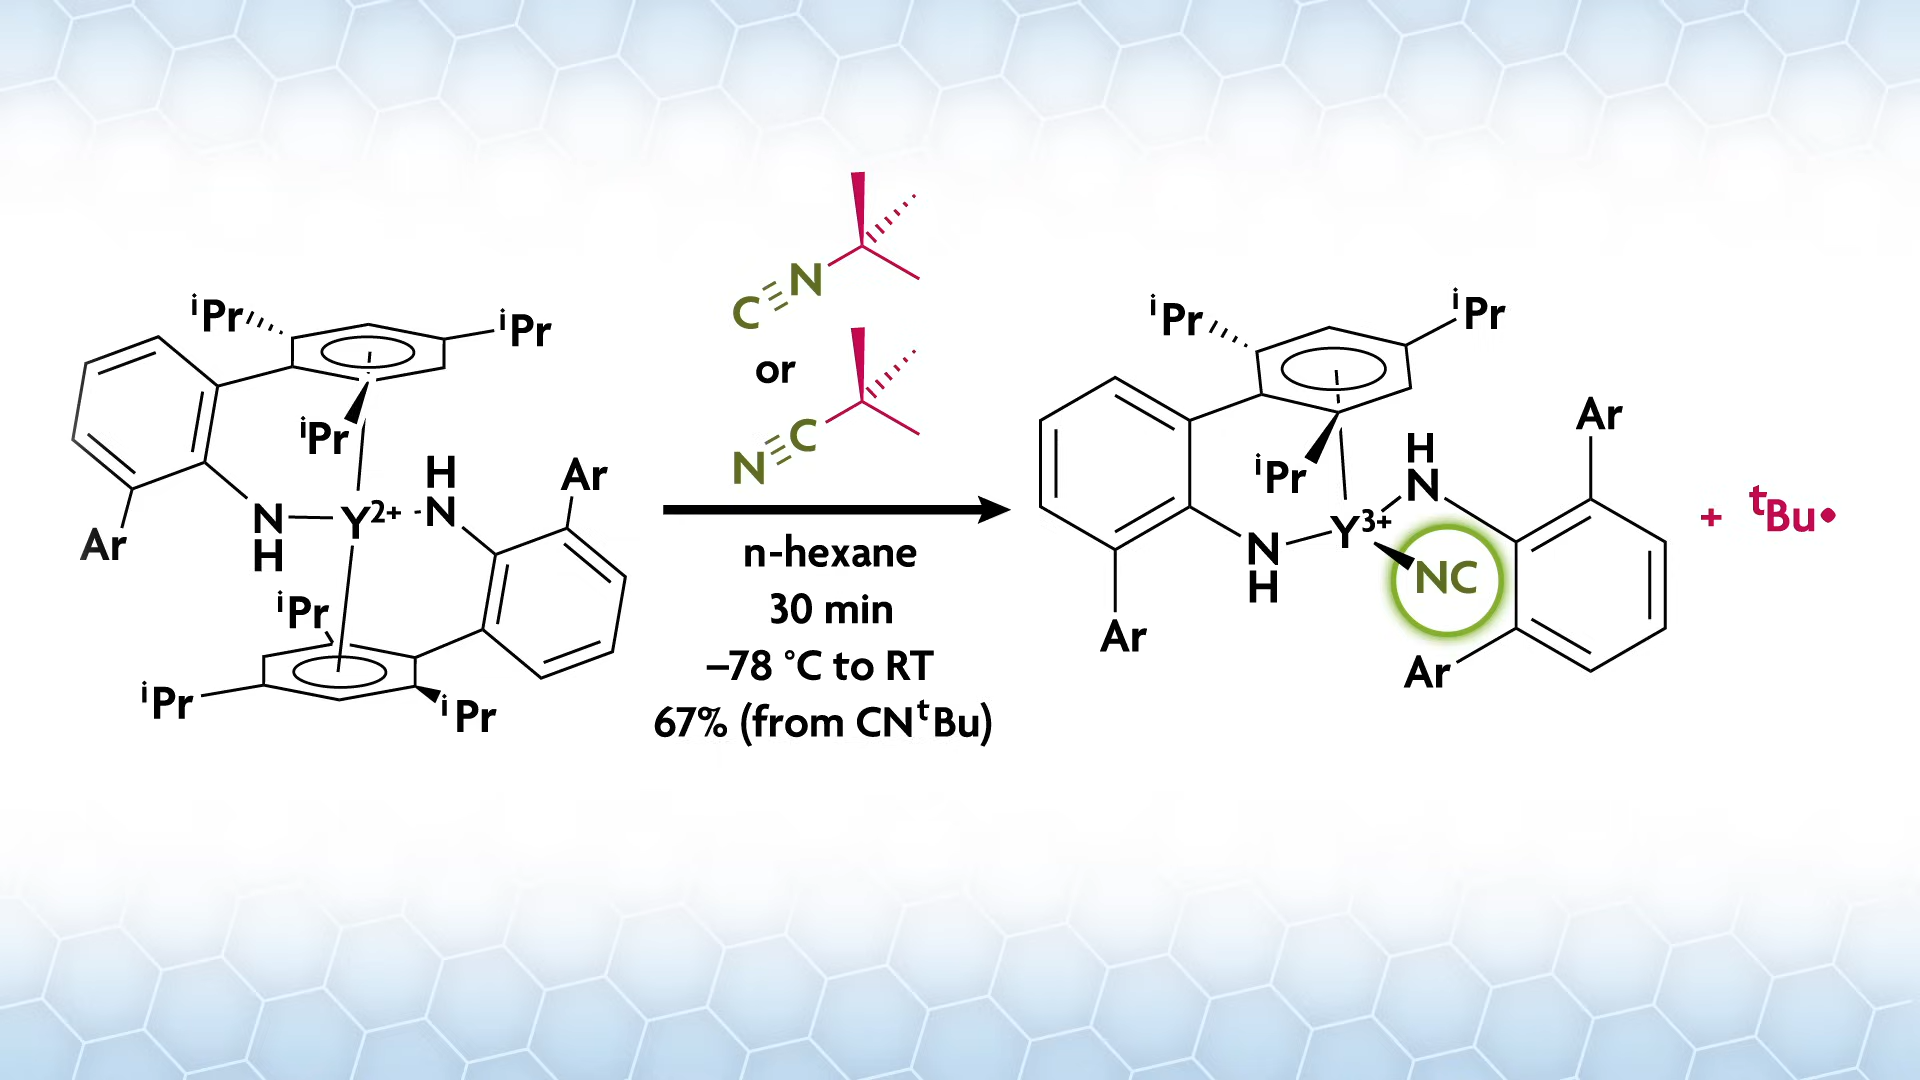 iPr
iPr
iPr
Ar
N
H
Y2+
H
N
Ar
iPr
iPr
iPr
C≡N
or
N≡C
n-hexane
30 min
–78 °C to RT
67% (from CNtBu)
iPr
iPr
iPr
Ar
H
N
Y3+
N
H
NC
Ar
Ar
+ tBu•